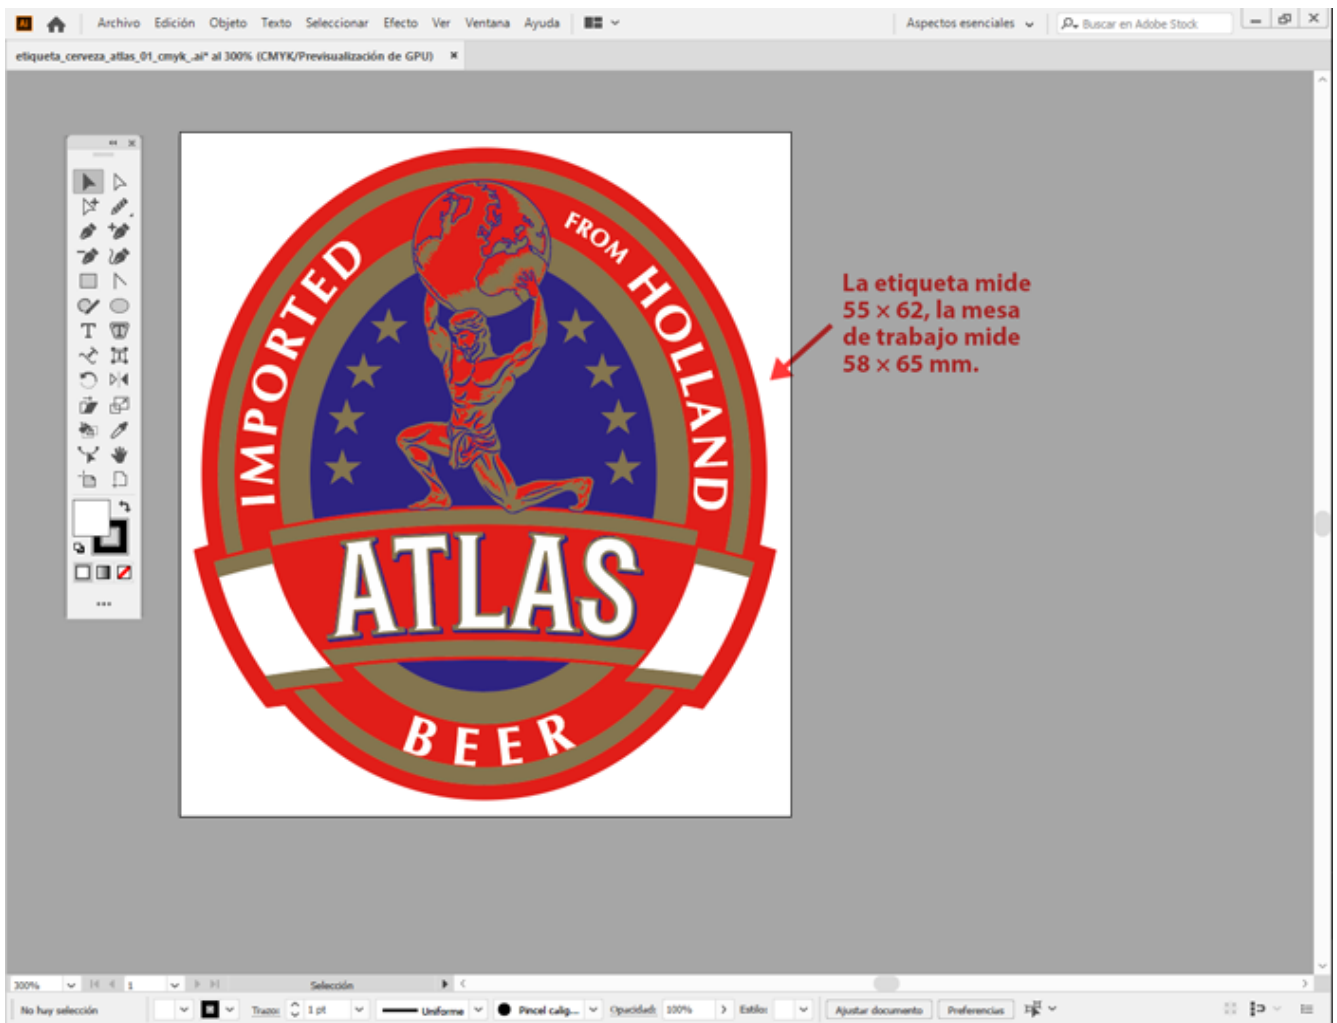 Ai Archivo Edición Objeto Texto Seleccionar Efecto Ver Ventana Ayuda Aspectos esenciales Buscar en Adobe Stock
etiqueta_cerveza_atlas_01_cmyk_.ai* al 300% (CMYK/Previsualización de GPU)
IMPORTED
FROM HOLLAND
ATLAS
BEER
La etiqueta mide
55 × 62, la mesa
de trabajo mide
58 × 65 mm.
300% 1 Selección
No hay selección Trazo: 1 pt Uniforme Pincel calig... Opacidad: 100% Estilo: Ajustar documento Preferencias